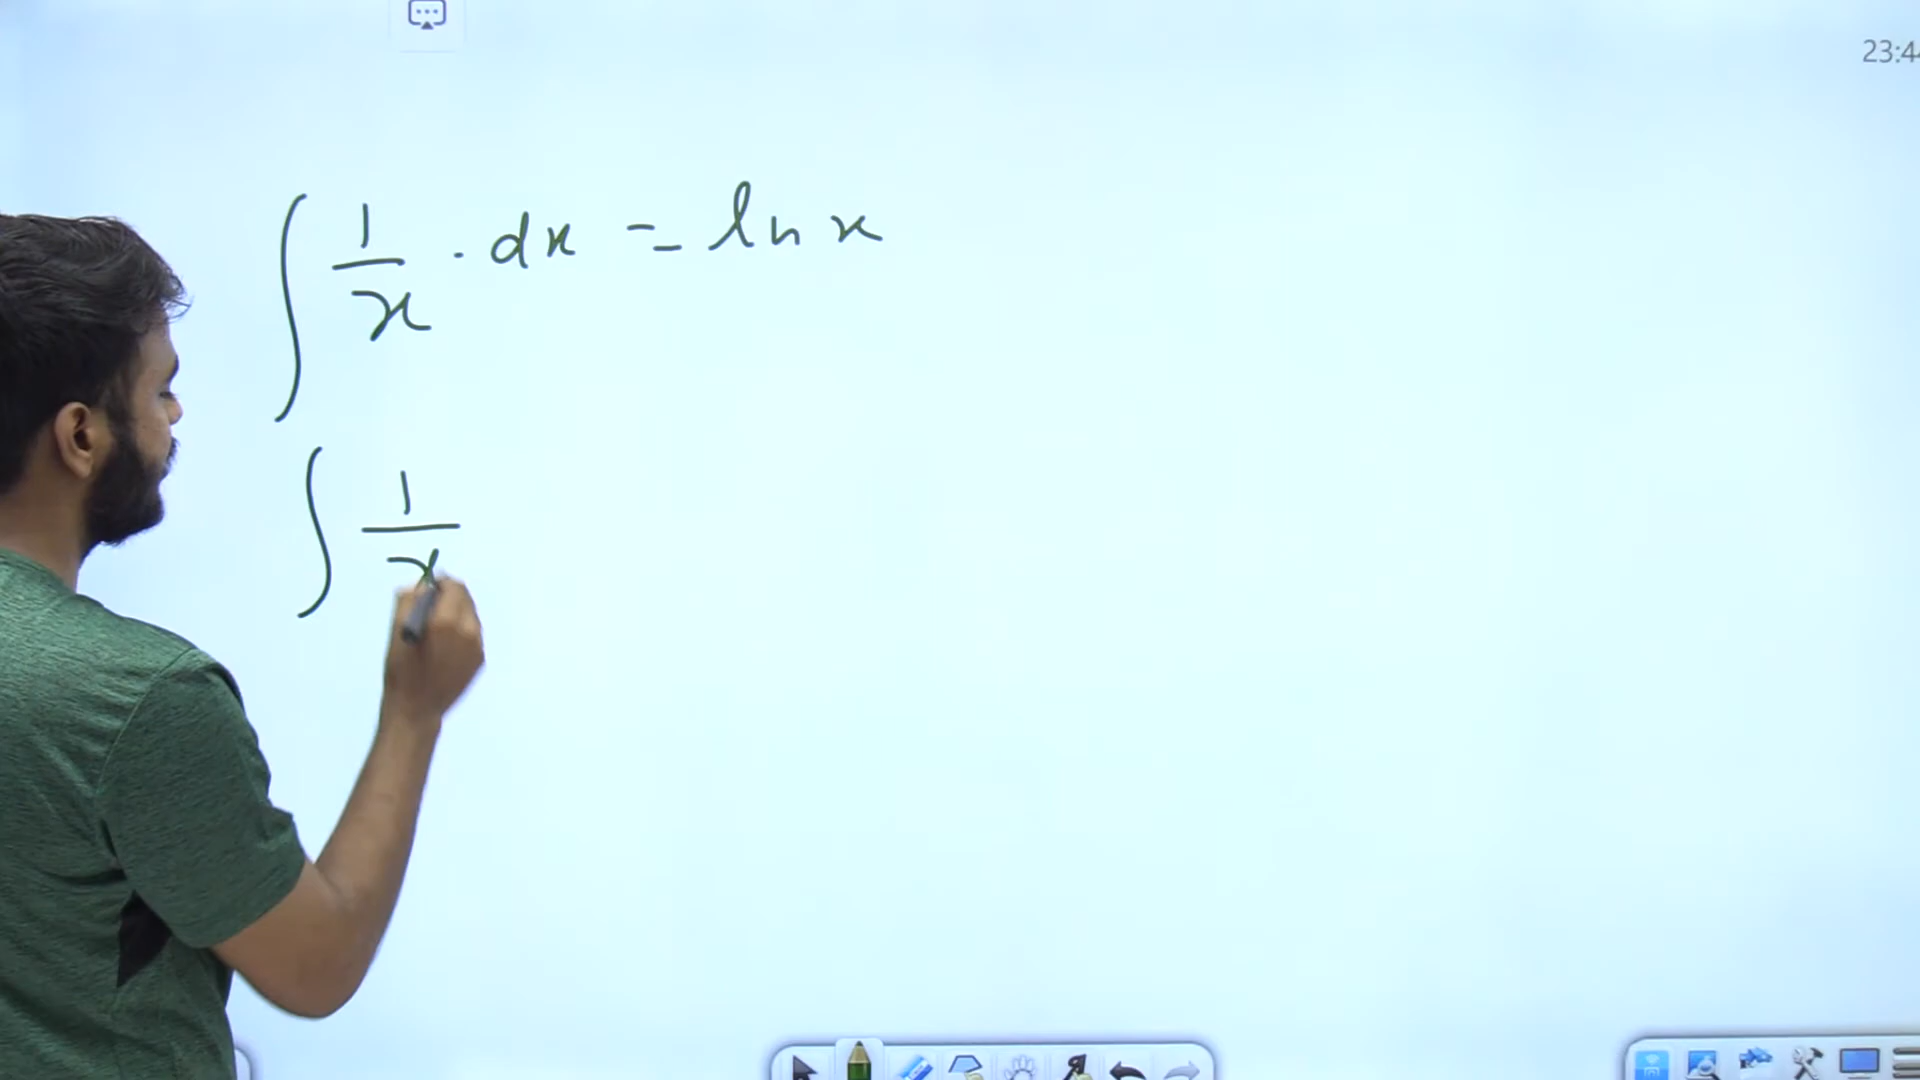 23:4
∫ 1/x · dx = ln x
∫ 1/x